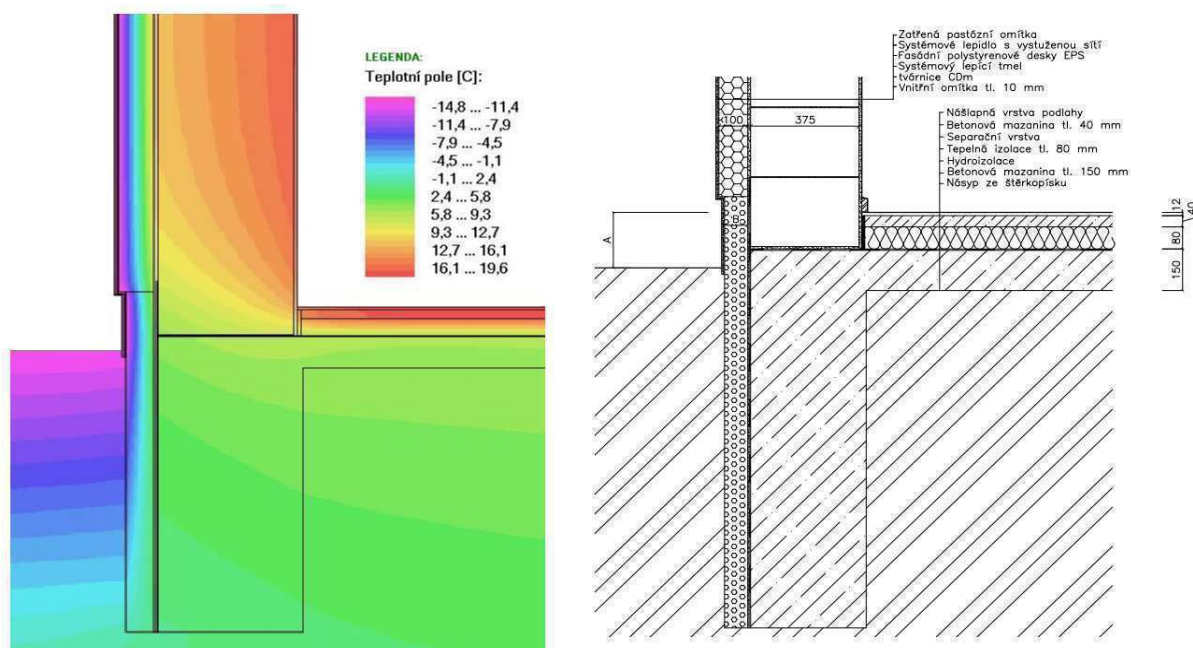 LEGENDA:
Teplotní pole [C]:
-14,8 ... -11,4
-11,4 ... -7,9
-7,9 ... -4,5
-4,5 ... -1,1
-1,1 ... 2,4
2,4 ... 5,8
5,8 ... 9,3
9,3 ... 12,7
12,7 ... 16,1
16,1 ... 19,6
Zatřená pastózní omítka
Systémové lepidlo s vystuženou sítí
Fasádní polystyrenové desky EPS
Systémový lepící tmel
tvárnice CDm
Vnitřní omítka tl. 10 mm
100
375
Nášlapná vrstva podlahy
Betonová mazanina tl. 40 mm
Separační vrstva
Tepelná izolace tl. 80 mm
Hydroizolace
Betonová mazanina tl. 150 mm
Násyp ze štěrkopísku
A
B
12
40
80
150